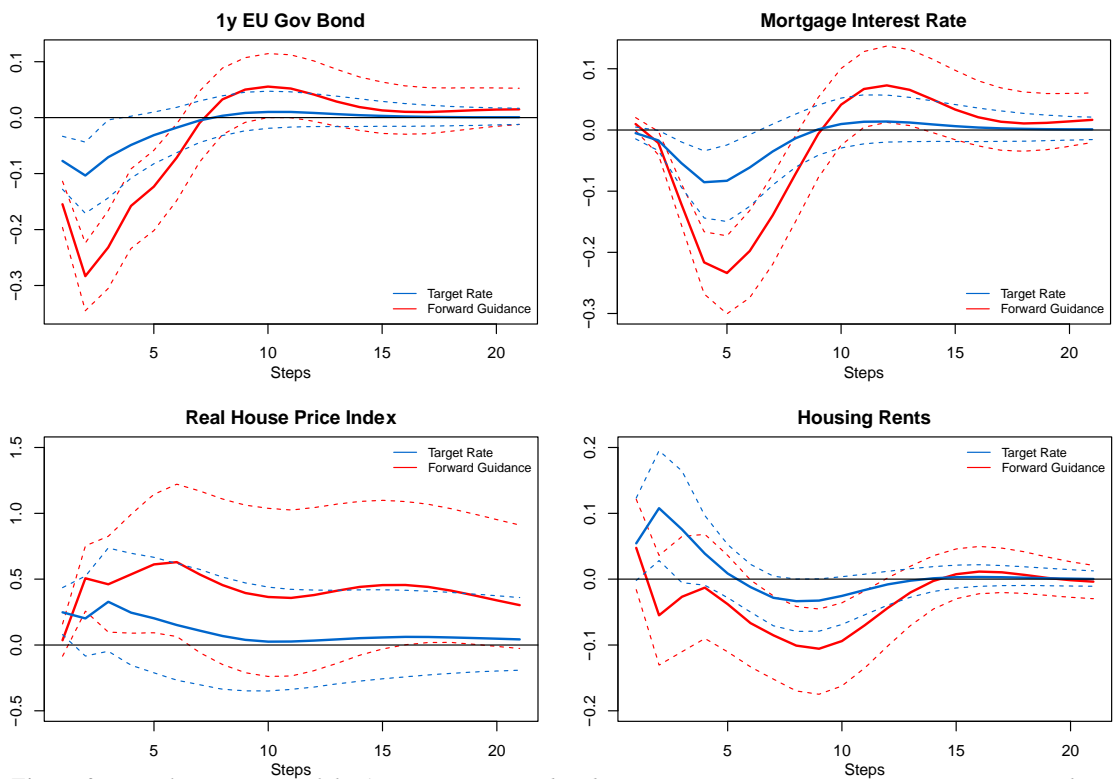 1y EU Gov Bond
0.1
0.0
−0.1
−0.2
−0.3
Target Rate
Forward Guidance
5 10 15 20
Steps
Mortgage Interest Rate
0.1
0.0
−0.1
−0.2
−0.3
Target Rate
Forward Guidance
5 10 15 20
Steps
Real House Price Index
1.5
1.0
0.5
0.0
−0.5
Target Rate
Forward Guidance
5 10 15 20
Steps
Housing Rents
0.2
0.1
0.0
−0.1
−0.2
Target Rate
Forward Guidance
5 10 15 20
Steps